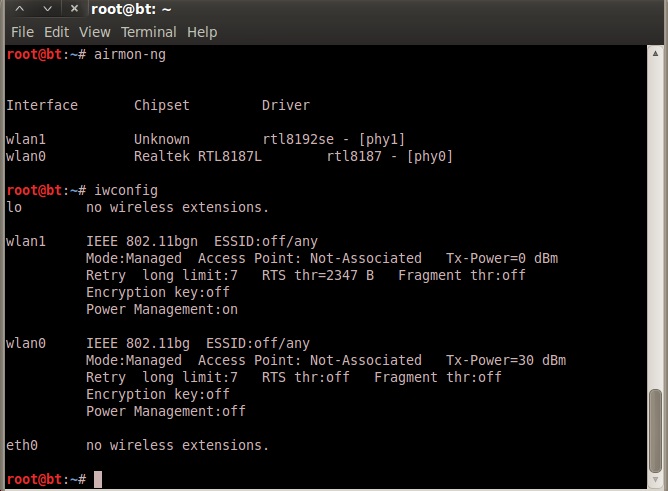 root@bt: ~
File Edit View Terminal Help
root@bt:~# airmon-ng
Interface Chipset Driver
wlan1 Unknown rtl8192se - [phy1]
wlan0 Realtek RTL8187L rtl8187 - [phy0]
root@bt:~# iwconfig
lo no wireless extensions.
wlan1 IEEE 802.11bgn ESSID:off/any
Mode:Managed Access Point: Not-Associated Tx-Power=0 dBm
Retry long limit:7 RTS thr=2347 B Fragment thr:off
Encryption key:off
Power Management:on
wlan0 IEEE 802.11bg ESSID:off/any
Mode:Managed Access Point: Not-Associated Tx-Power=30 dBm
Retry long limit:7 RTS thr:off Fragment thr:off
Encryption key:off
Power Management:off
eth0 no wireless extensions.
root@bt:~#